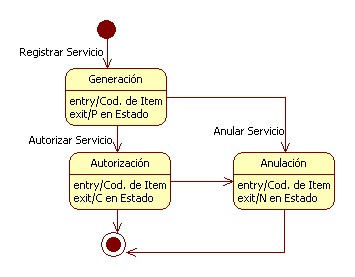 Registrar Servicio
Generación
entry/Cod. de Item
exit/P en Estado
Autorizar Servicio
Anular Servicio
Autorización
entry/Cod. de Item
exit/C en Estado
Anulación
entry/Cod. de Item
exit/N en Estado